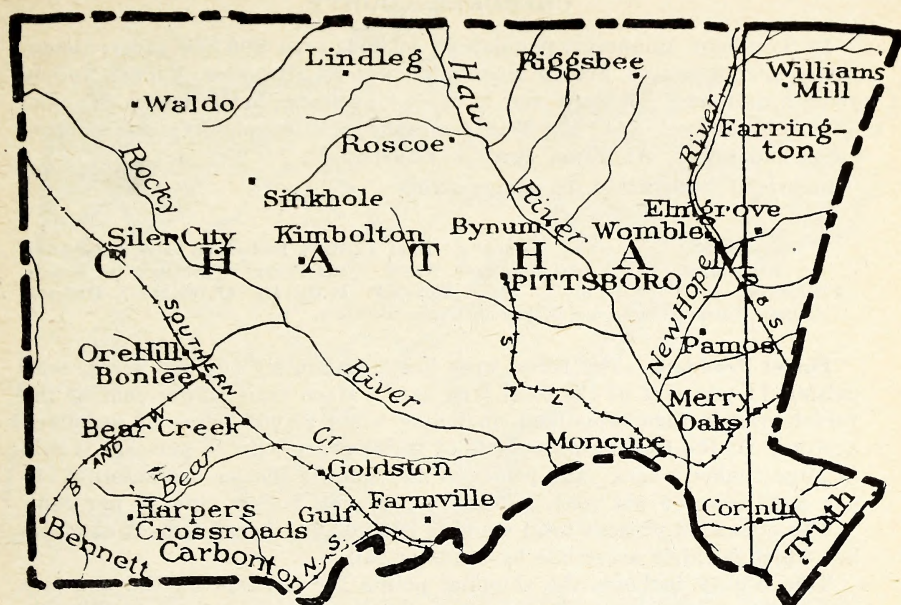 Lindley
Riggsbee
Waldo
Haw
Williams
Mill
Roscoe
River
Farring-
ton
Rocky
Sinkhole
River
Elmgrove
Siler City
Kimbolton
Bynum
Womble
CHATHAM
PITTSBORO
New Hope
S & S
SOUTHERN
Ore Hill
Bonlee
S A L
Pamos
River
Merry
Oaks
B AND W
Bear Creek
Cr
Moncure
Bear
Goldston
Harpers
Crossroads
Gulf
Farmville
Corinth
Truth
Bennett
Carbonton
N. S.